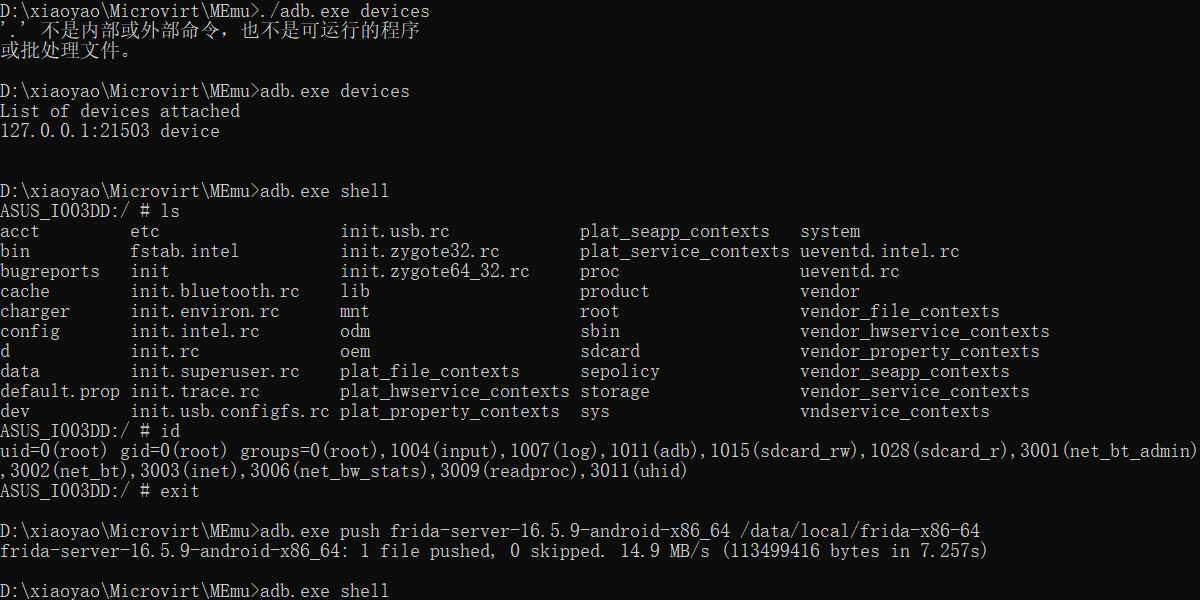 D:\xiaoyao\Microvirt\MEmu>./adb.exe devices
'.' 不是内部或外部命令，也不是可运行的程序
或批处理文件。
D:\xiaoyao\Microvirt\MEmu>adb.exe devices
List of devices attached
127.0.0.1:21503 device
D:\xiaoyao\Microvirt\MEmu>adb.exe shell
ASUS_I003DD:/ # ls
acct etc init.usb.rc plat_seapp_contexts system
bin fstab.intel init.zygote32.rc plat_service_contexts ueventd.intel.rc
bugreports init init.zygote64_32.rc proc ueventd.rc
cache init.bluetooth.rc lib product vendor
charger init.environ.rc mnt root vendor_file_contexts
config init.intel.rc odm sbin vendor_hwservice_contexts
d init.rc oem sdcard vendor_property_contexts
data init.superuser.rc plat_file_contexts sepolicy vendor_seapp_contexts
default.prop init.trace.rc plat_hwservice_contexts storage vendor_service_contexts
dev init.usb.configfs.rc plat_property_contexts sys vndservice_contexts
ASUS_I003DD:/ # id
uid=0(root) gid=0(root) groups=0(root),1004(input),1007(log),1011(adb),1015(sdcard_rw),1028(sdcard_r),3001(net_bt_admin)
,3002(net_bt),3003(inet),3006(net_bw_stats),3009(readproc),3011(uhid)
ASUS_I003DD:/ # exit
D:\xiaoyao\Microvirt\MEmu>adb.exe push frida-server-16.5.9-android-x86_64 /data/local/frida-x86-64
frida-server-16.5.9-android-x86_64: 1 file pushed, 0 skipped. 14.9 MB/s (113499416 bytes in 7.257s)
D:\xiaoyao\Microvirt\MEmu>adb.exe shell